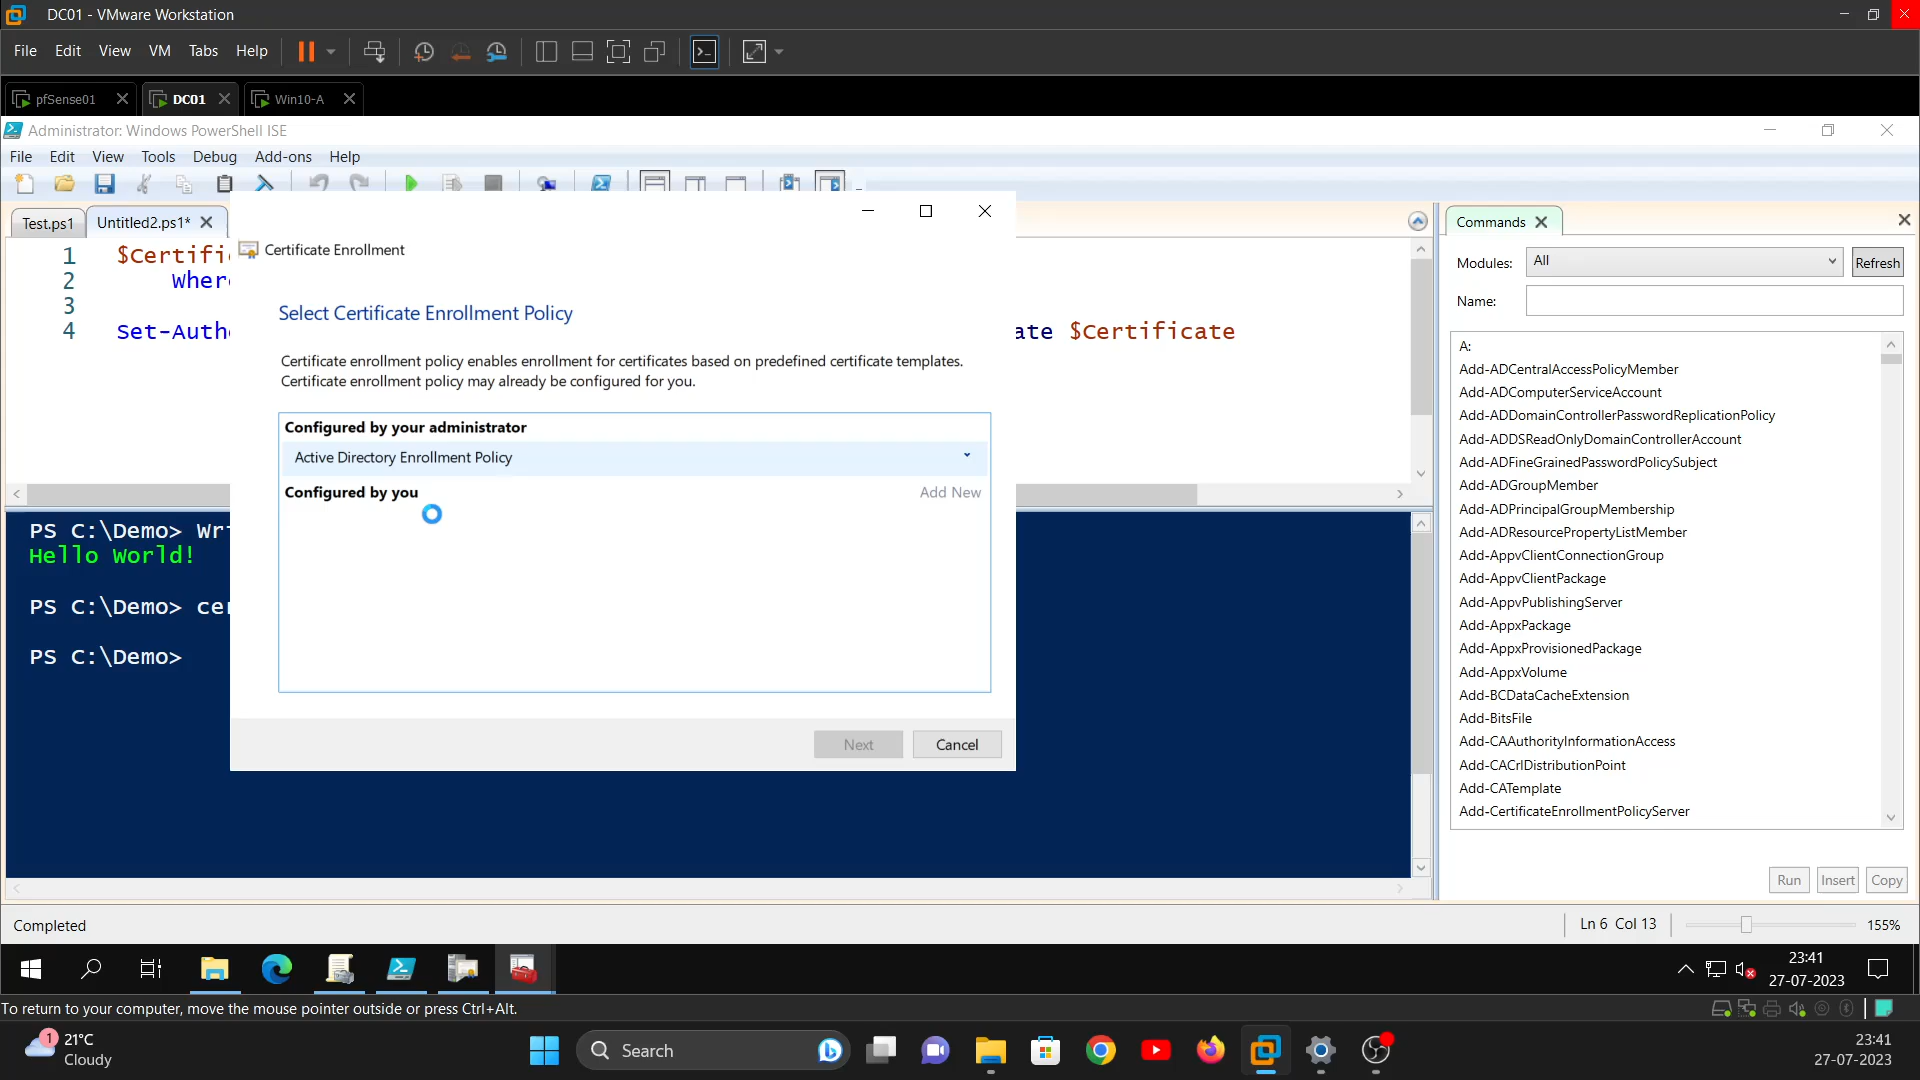 DC01 - VMware Workstation
File Edit View VM Tabs Help
pfSense01 DC01 Win10-A
Administrator: Windows PowerShell ISE
File Edit View Tools Debug Add-ons Help
Test.ps1 Untitled2.ps1*
1 $Certifi
2 Wher
3
4 Set-Auth
ate $Certificate
PS C:\Demo> Wr
Hello World!
PS C:\Demo> cer
PS C:\Demo>
Certificate Enrollment
Select Certificate Enrollment Policy
Certificate enrollment policy enables enrollment for certificates based on predefined certificate templates.
Certificate enrollment policy may already be configured for you.
Configured by your administrator
Active Directory Enrollment Policy
Configured by you Add New
Next Cancel
Commands
Modules: All Refresh
Name:
A:
Add-ADCentralAccessPolicyMember
Add-ADComputerServiceAccount
Add-ADDomainControllerPasswordReplicationPolicy
Add-ADDSReadOnlyDomainControllerAccount
Add-ADFineGrainedPasswordPolicySubject
Add-ADGroupMember
Add-ADPrincipalGroupMembership
Add-ADResourcePropertyListMember
Add-AppvClientConnectionGroup
Add-AppvClientPackage
Add-AppvPublishingServer
Add-AppxPackage
Add-AppxProvisionedPackage
Add-AppxVolume
Add-BCDataCacheExtension
Add-BitsFile
Add-CAAuthorityInformationAccess
Add-CACrlDistributionPoint
Add-CATemplate
Add-CertificateEnrollmentPolicyServer
Run Insert Copy
Completed
Ln 6 Col 13
155%
23:41
27-07-2023
To return to your computer, move the mouse pointer outside or press Ctrl+Alt.
1
21°C
Cloudy
Search
23:41
27-07-2023